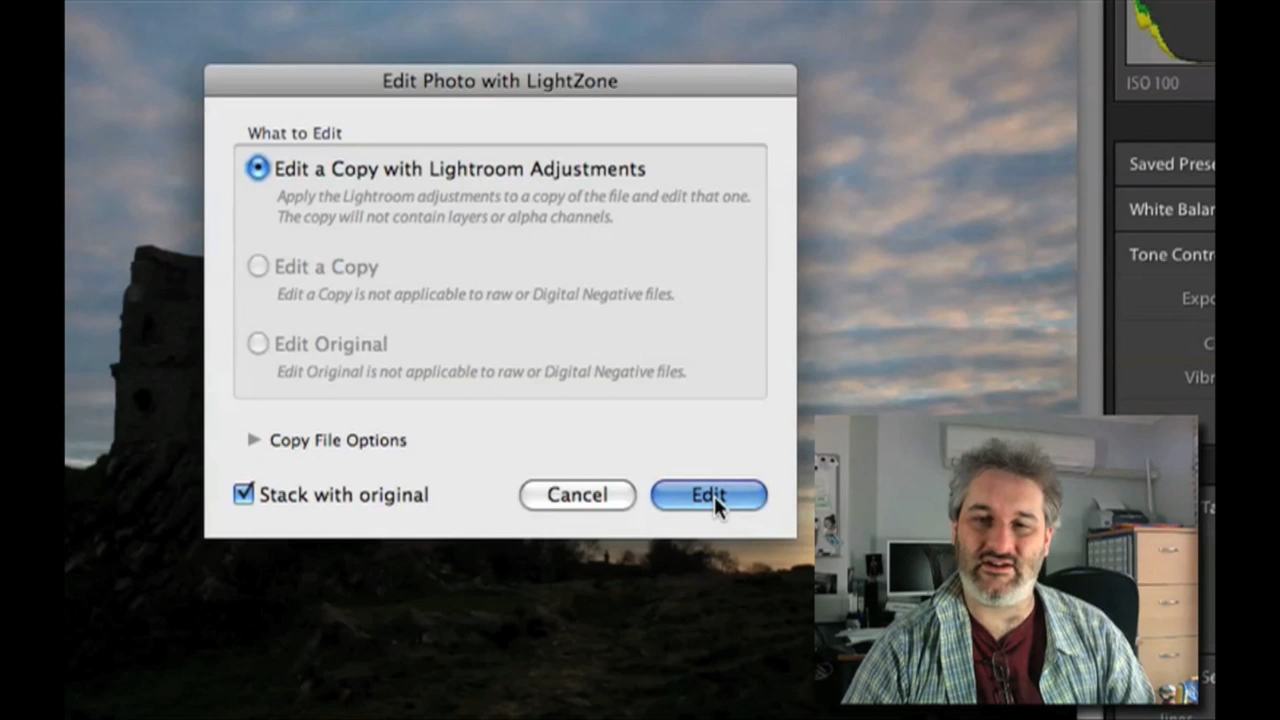 Edit Photo with LightZone
What to Edit
Edit a Copy with Lightroom Adjustments
Apply the Lightroom adjustments to a copy of the file and edit that one.
The copy will not contain layers or alpha channels.
Edit a Copy
Edit a Copy is not applicable to raw or Digital Negative files.
Edit Original
Edit Original is not applicable to raw or Digital Negative files.
Copy File Options
Stack with original
Cancel
Edit
ISO 100
Saved Prese
White Balar
Tone Contr
Expo
C
Vibr
Ta